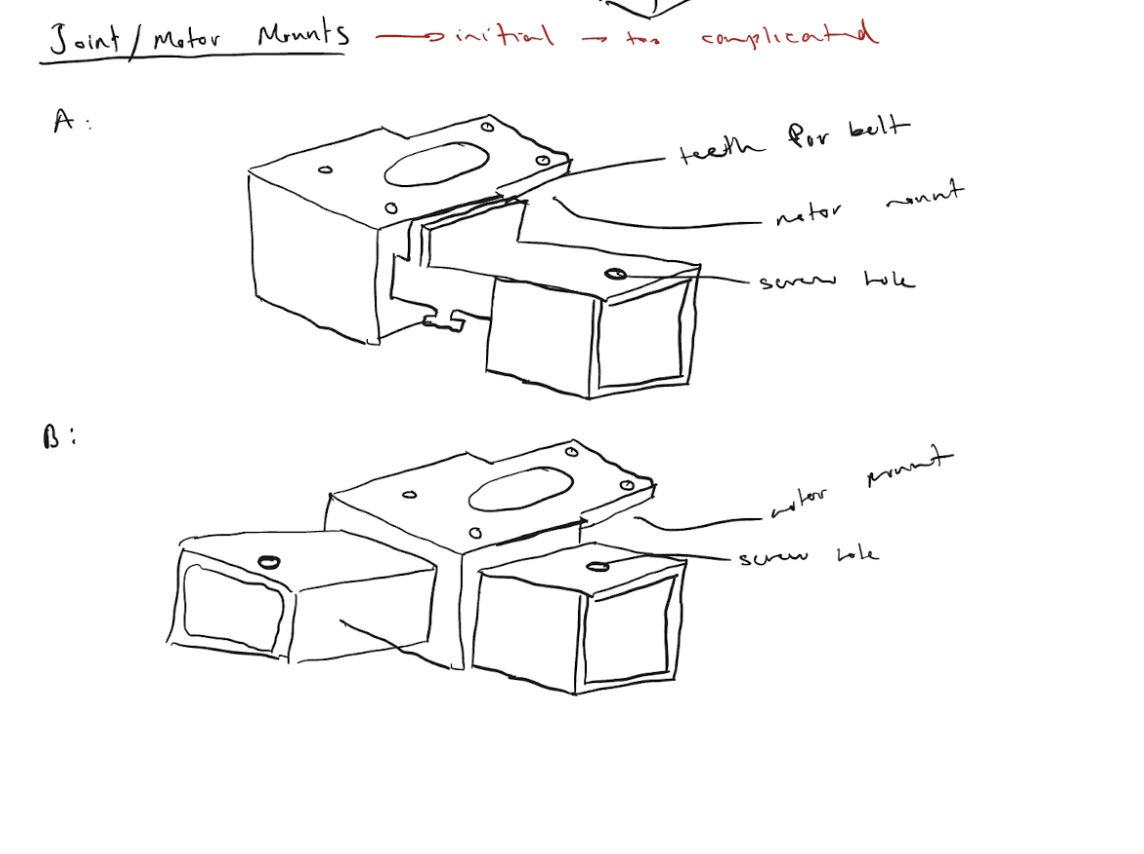 Joint/Motor Mounts → initial → too complicated
A:
teeth for belt
motor mount
screw hole
B:
motor mount
screw hole